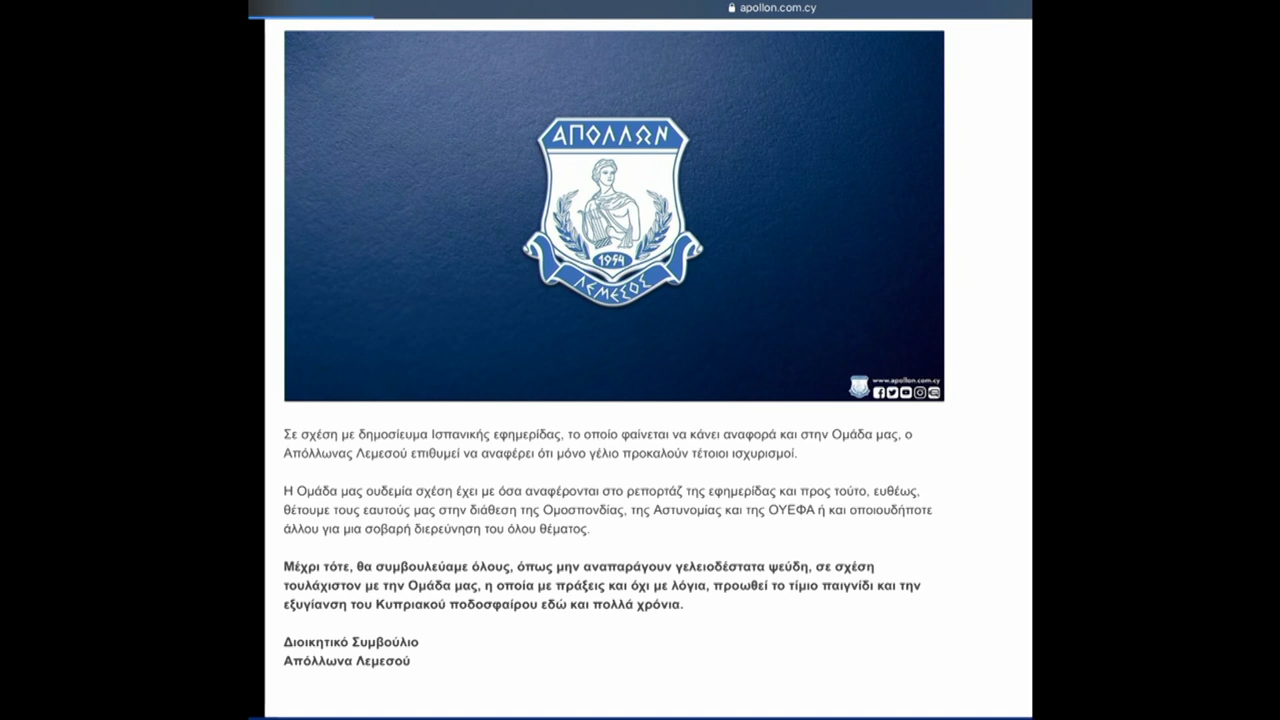 apollon.com.cy
ΑΠΟΛΛΩΝ
1954
ΛΕΜΕΣΟΣ
www.apollon.com.cy
Σε σχέση με δημοσίευμα Ισπανικής εφημερίδας, το οποίο φαίνεται να κάνει αναφορά και στην Ομάδα μας, ο
Απόλλωνας Λεμεσού επιθυμεί να αναφέρει ότι μόνο γέλιο προκαλούν τέτοιοι ισχυρισμοί.
Η Ομάδα μας ουδεμία σχέση έχει με όσα αναφέρονται στο ρεπορτάζ της εφημερίδας και προς τούτο, ευθέως,
θέτουμε τους εαυτούς μας στην διάθεση της Ομοσπονδίας, της Αστυνομίας και της ΟΥΕΦΑ ή και οποιουδήποτε
άλλου για μια σοβαρή διερεύνηση του όλου θέματος.
Μέχρι τότε, θα συμβουλεύαμε όλους, όπως μην αναπαράγουν γελειοδέστατα ψεύδη, σε σχέση
τουλάχιστον με την Ομάδα μας, η οποία με πράξεις και όχι με λόγια, προωθεί το τίμιο παιγνίδι και την
εξυγίανση του Κυπριακού ποδοσφαίρου εδώ και πολλά χρόνια.
Διοικητικό Συμβούλιο
Απόλλωνα Λεμεσού